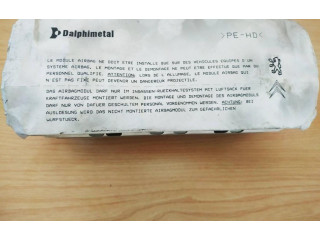 Dalphimetal
>PE-HD<
LE MODULE AIRBAG NE DOIT ETRE INSTALLE QUE SUR DES VEHICULES EQUIPES D'UN
SYSTEME AIRBAG. LE MONTAGE ET LE DEMONTAGE NE PEUT ETRE EFFECTUE QUE PAR DU
PERSONNEL QUALIFIE. ATTENTION: LORS DE L'ALLUMAGE, LE MODULE AIRBAG QUI
N'EST PAS FIXE PEUT DEVENIR UN DANGEREUX PROJECTILE.
DAS AIRBAGMODUL DARF NUR IM INSASSEN-RUECKHALTESYSTEM MIT LUFTSACK FUER
KRAFTFAHRZEUGE MONTIERT WERDEN. DIE MONTAGE UND DEMONTAGE DES AIRBAGMODULS
DARF NUR VON DAFUER GESCHULTEM PERSONAL VORGENOMMEN WERDEN. ACHTUNG: BEI
AUSLOESUNG WIRD DAS NICHT MONTIERTE AIRBAGMODUL ZUM GEFAEHRLICHEN
WURFSTUECK.